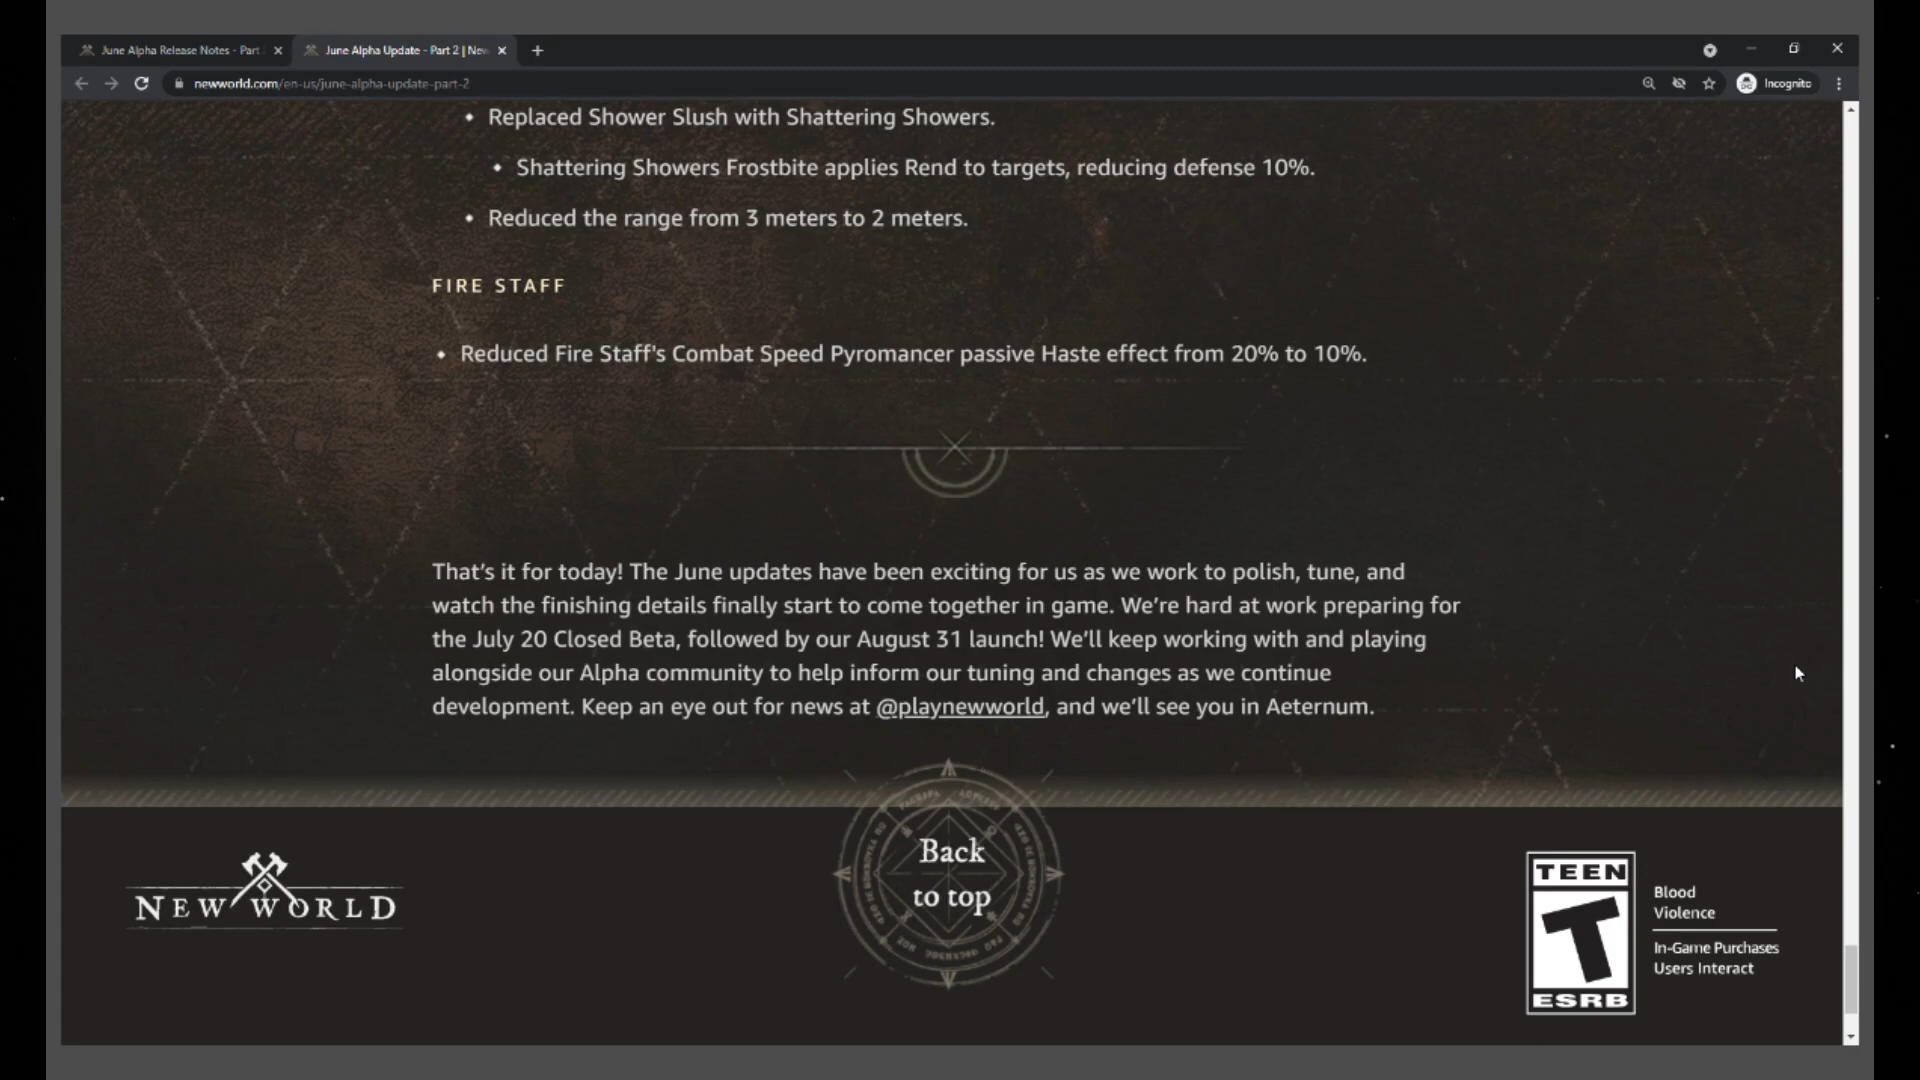 June Alpha Release Notes - Part
June Alpha Update - Part 2 | New
newworld.com/en-us/june-alpha-update-part-2
Incognito
Replaced Shower Slush with Shattering Showers.
Shattering Showers Frostbite applies Rend to targets, reducing defense 10%.
Reduced the range from 3 meters to 2 meters.
FIRE STAFF
Reduced Fire Staff's Combat Speed Pyromancer passive Haste effect from 20% to 10%.
That's it for today! The June updates have been exciting for us as we work to polish, tune, and
watch the finishing details finally start to come together in game. We're hard at work preparing for
the July 20 Closed Beta, followed by our August 31 launch! We'll keep working with and playing
alongside our Alpha community to help inform our tuning and changes as we continue
development. Keep an eye out for news at @playnewworld, and we'll see you in Aeternum.
Back
to top
NEW WORLD
TEEN
T
ESRB
Blood
Violence
In-Game Purchases
Users Interact